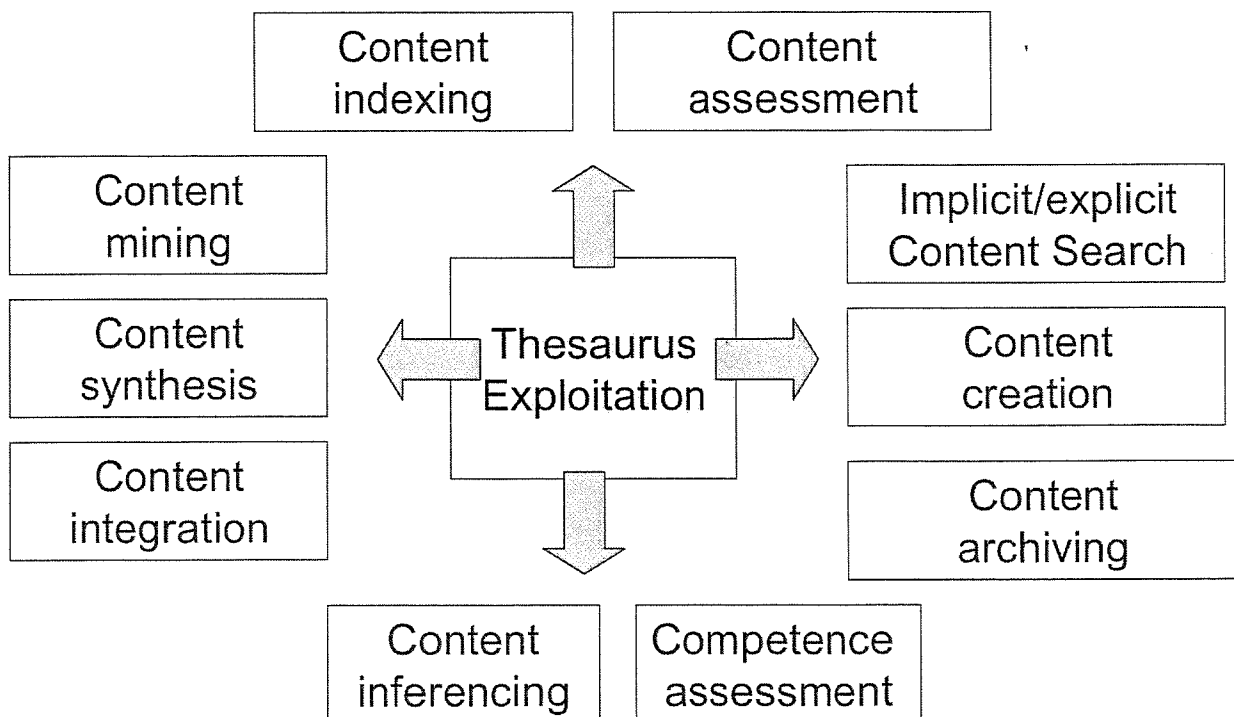 Content
indexing
Content
assessment
Content
mining
Implicit/explicit
Content Search
Content
synthesis
Thesaurus
Exploitation
Content
creation
Content
integration
Content
archiving
Content
inferencing
Competence
assessment